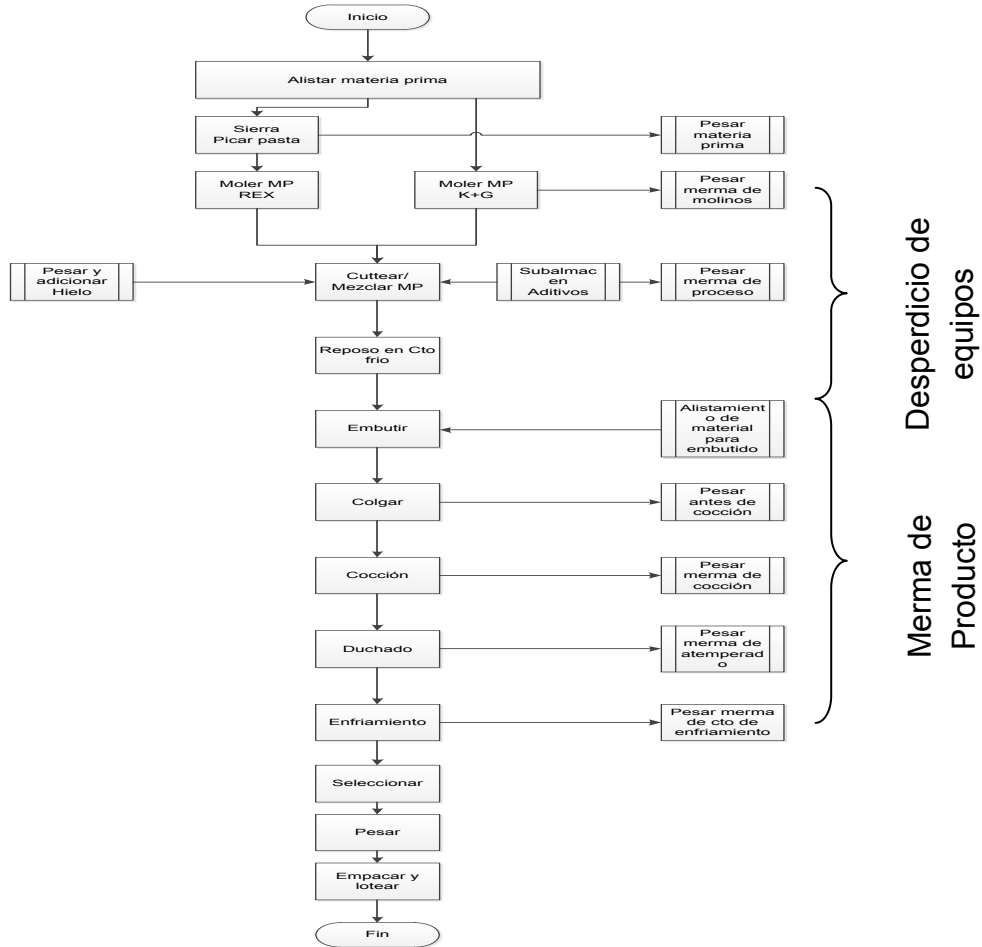 Inicio
Alistar materia prima
Sierra
Picar pasta
Pesar
materia
prima
Moler MP
REX
Moler MP
K+G
Pesar
merma de
molinos
Pesar y
adicionar
Hielo
Cuttear/
Mezclar MP
Subalmac
en
Aditivos
Pesar
merma de
proceso
Desperdicio de
equipos
Reposo en Cto
frio
Embutir
Alistamient
o de
material
para
embutido
Colgar
Pesar
antes de
cocción
Cocción
Pesar
merma de
cocción
Merma de
Producto
Duchado
Pesar
merma de
atemperad
o
Enfriamiento
Pesar merma
de cto de
enfriamiento
Seleccionar
Pesar
Empacar y
lotear
Fin